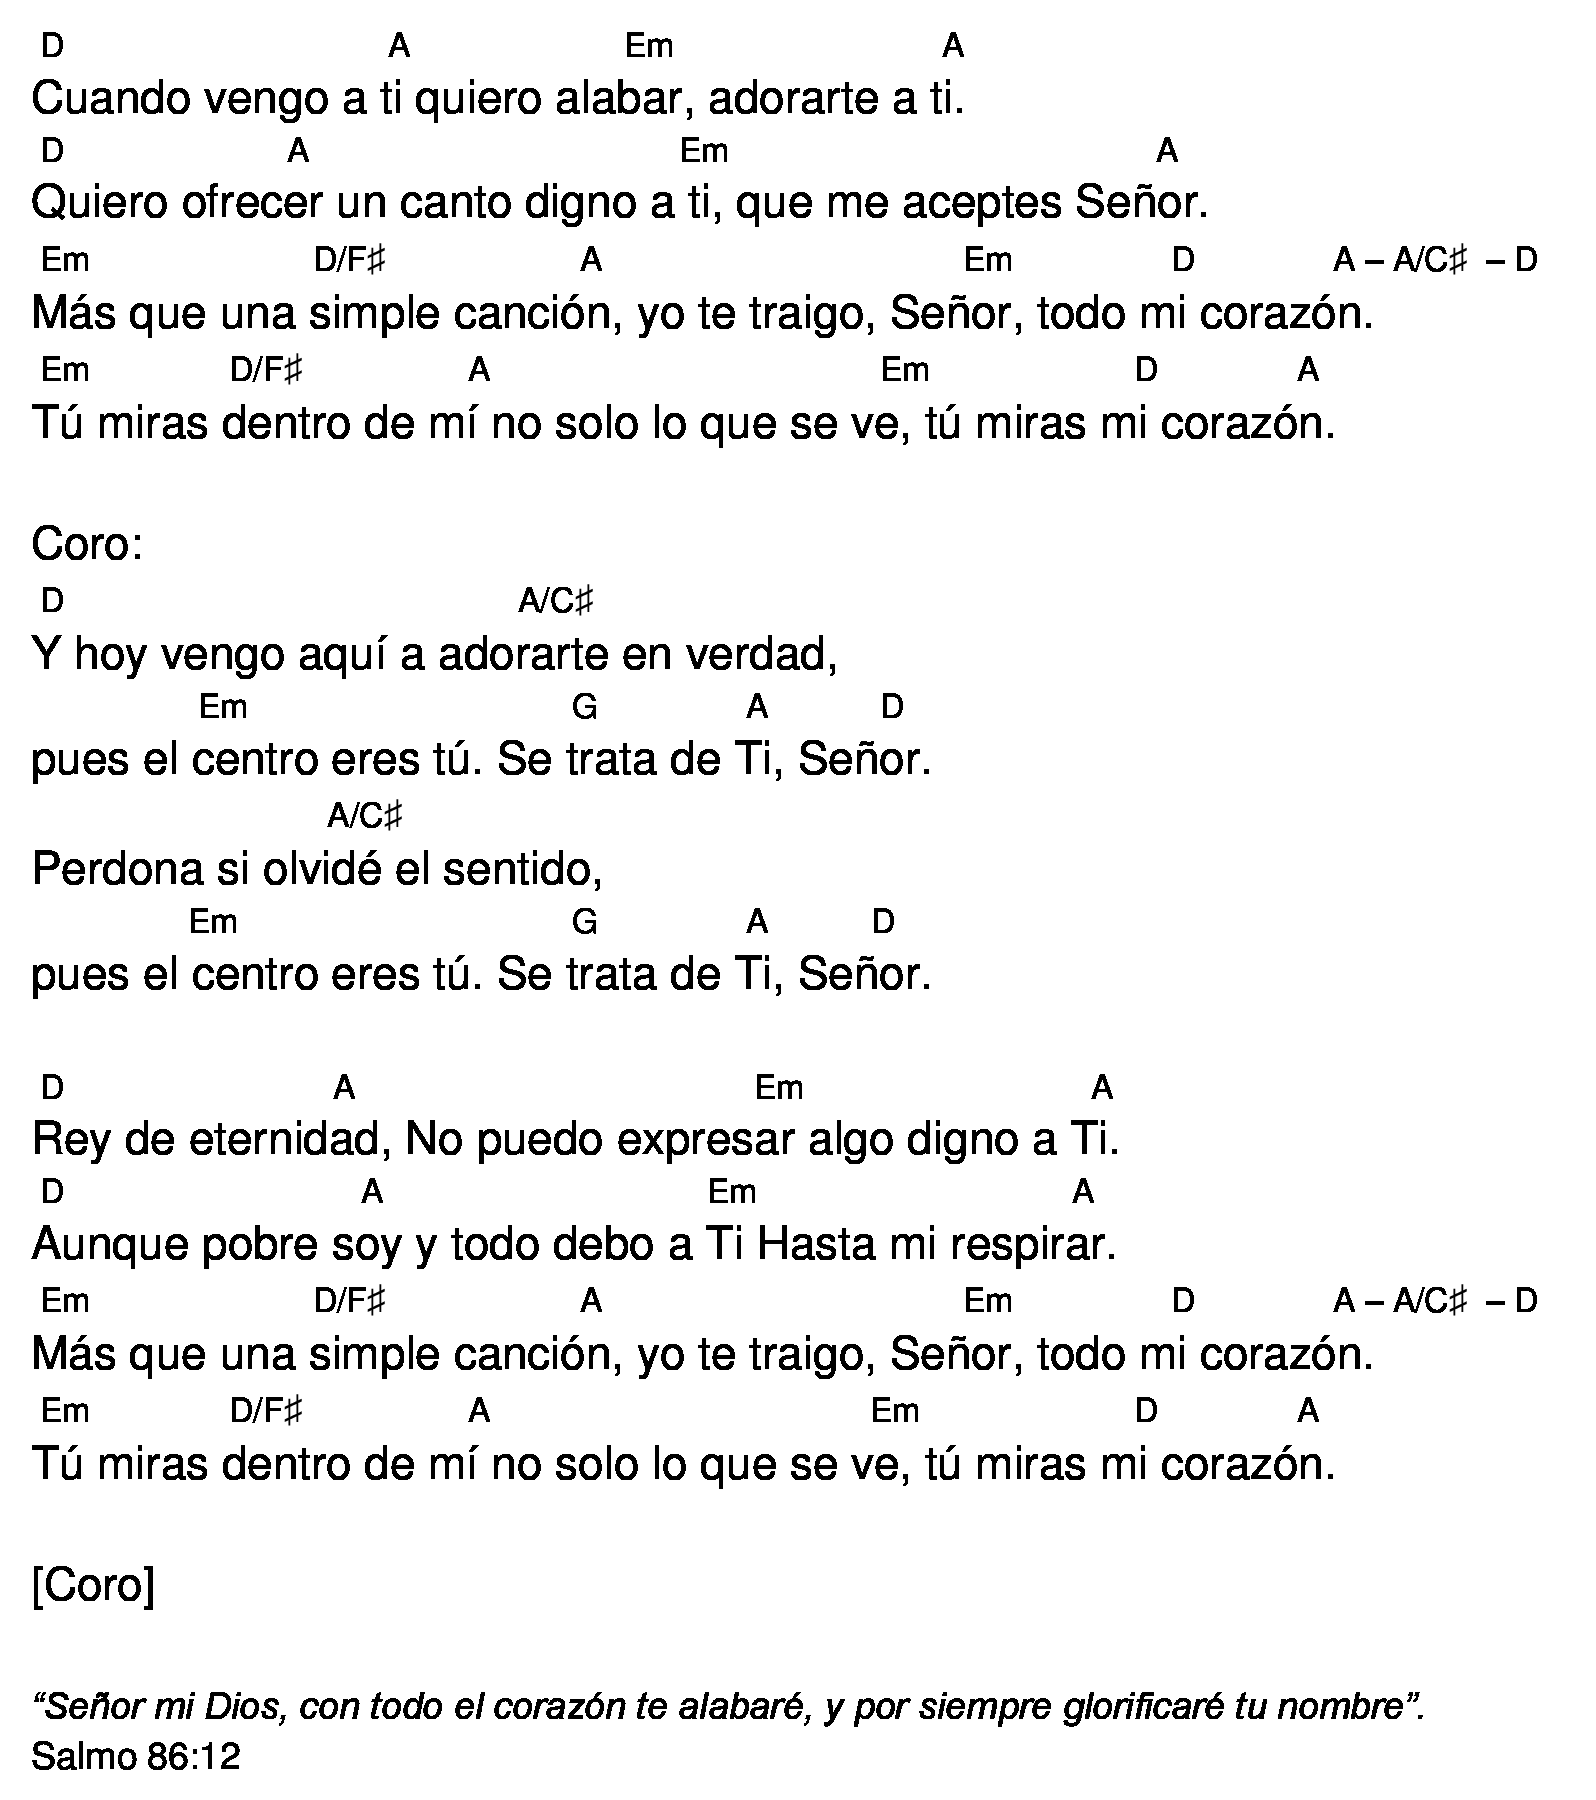 D A Em A
Cuando vengo a ti quiero alabar, adorarte a ti.
D A Em A
Quiero ofrecer un canto digno a ti, que me aceptes Señor.
Em D/F♯ A Em D A – A/C♯ – D
Más que una simple canción, yo te traigo, Señor, todo mi corazón.
Em D/F♯ A Em D A
Tú miras dentro de mí no solo lo que se ve, tú miras mi corazón.
Coro:
D A/C♯
Y hoy vengo aquí a adorarte en verdad,
Em G A D
pues el centro eres tú. Se trata de Ti, Señor.
A/C♯
Perdona si olvidé el sentido,
Em G A D
pues el centro eres tú. Se trata de Ti, Señor.
D A Em A
Rey de eternidad, No puedo expresar algo digno a Ti.
D A Em A
Aunque pobre soy y todo debo a Ti Hasta mi respirar.
Em D/F♯ A Em D A – A/C♯ – D
Más que una simple canción, yo te traigo, Señor, todo mi corazón.
Em D/F♯ A Em D A
Tú miras dentro de mí no solo lo que se ve, tú miras mi corazón.
[Coro]
“Señor mi Dios, con todo el corazón te alabaré, y por siempre glorificaré tu nombre”.
Salmo 86:12